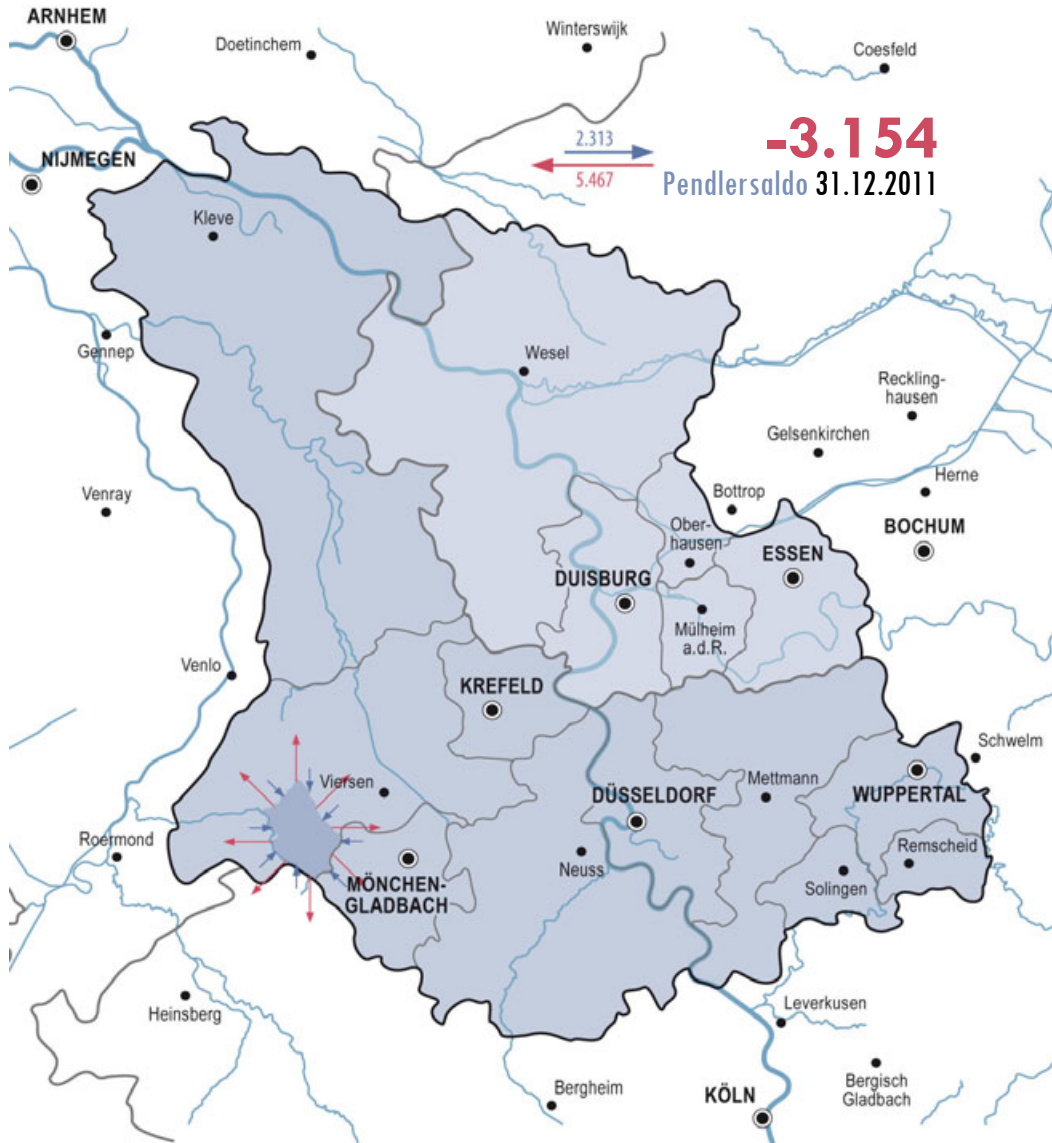 ARNHEM
Winterswijk
Doetinchem
Coesfeld
2.313
-3.154
5.467
Pendlersaldo 31.12.2011
NIJMEGEN
Kleve
Gennep
Wesel
Reckling-
hausen
Gelsenkirchen
Herne
Venray
Bottrop
Ober-
hausen
BOCHUM
ESSEN
DUISBURG
Mülheim
a.d.R.
Venlo
KREFELD
Schwelm
Viersen
Mettmann
DÜSSELDORF
WUPPERTAL
Roermond
Neuss
Remscheid
Solingen
MÖNCHEN-
GLADBACH
Heinsberg
Leverkusen
Bergheim
KÖLN
Bergisch
Gladbach